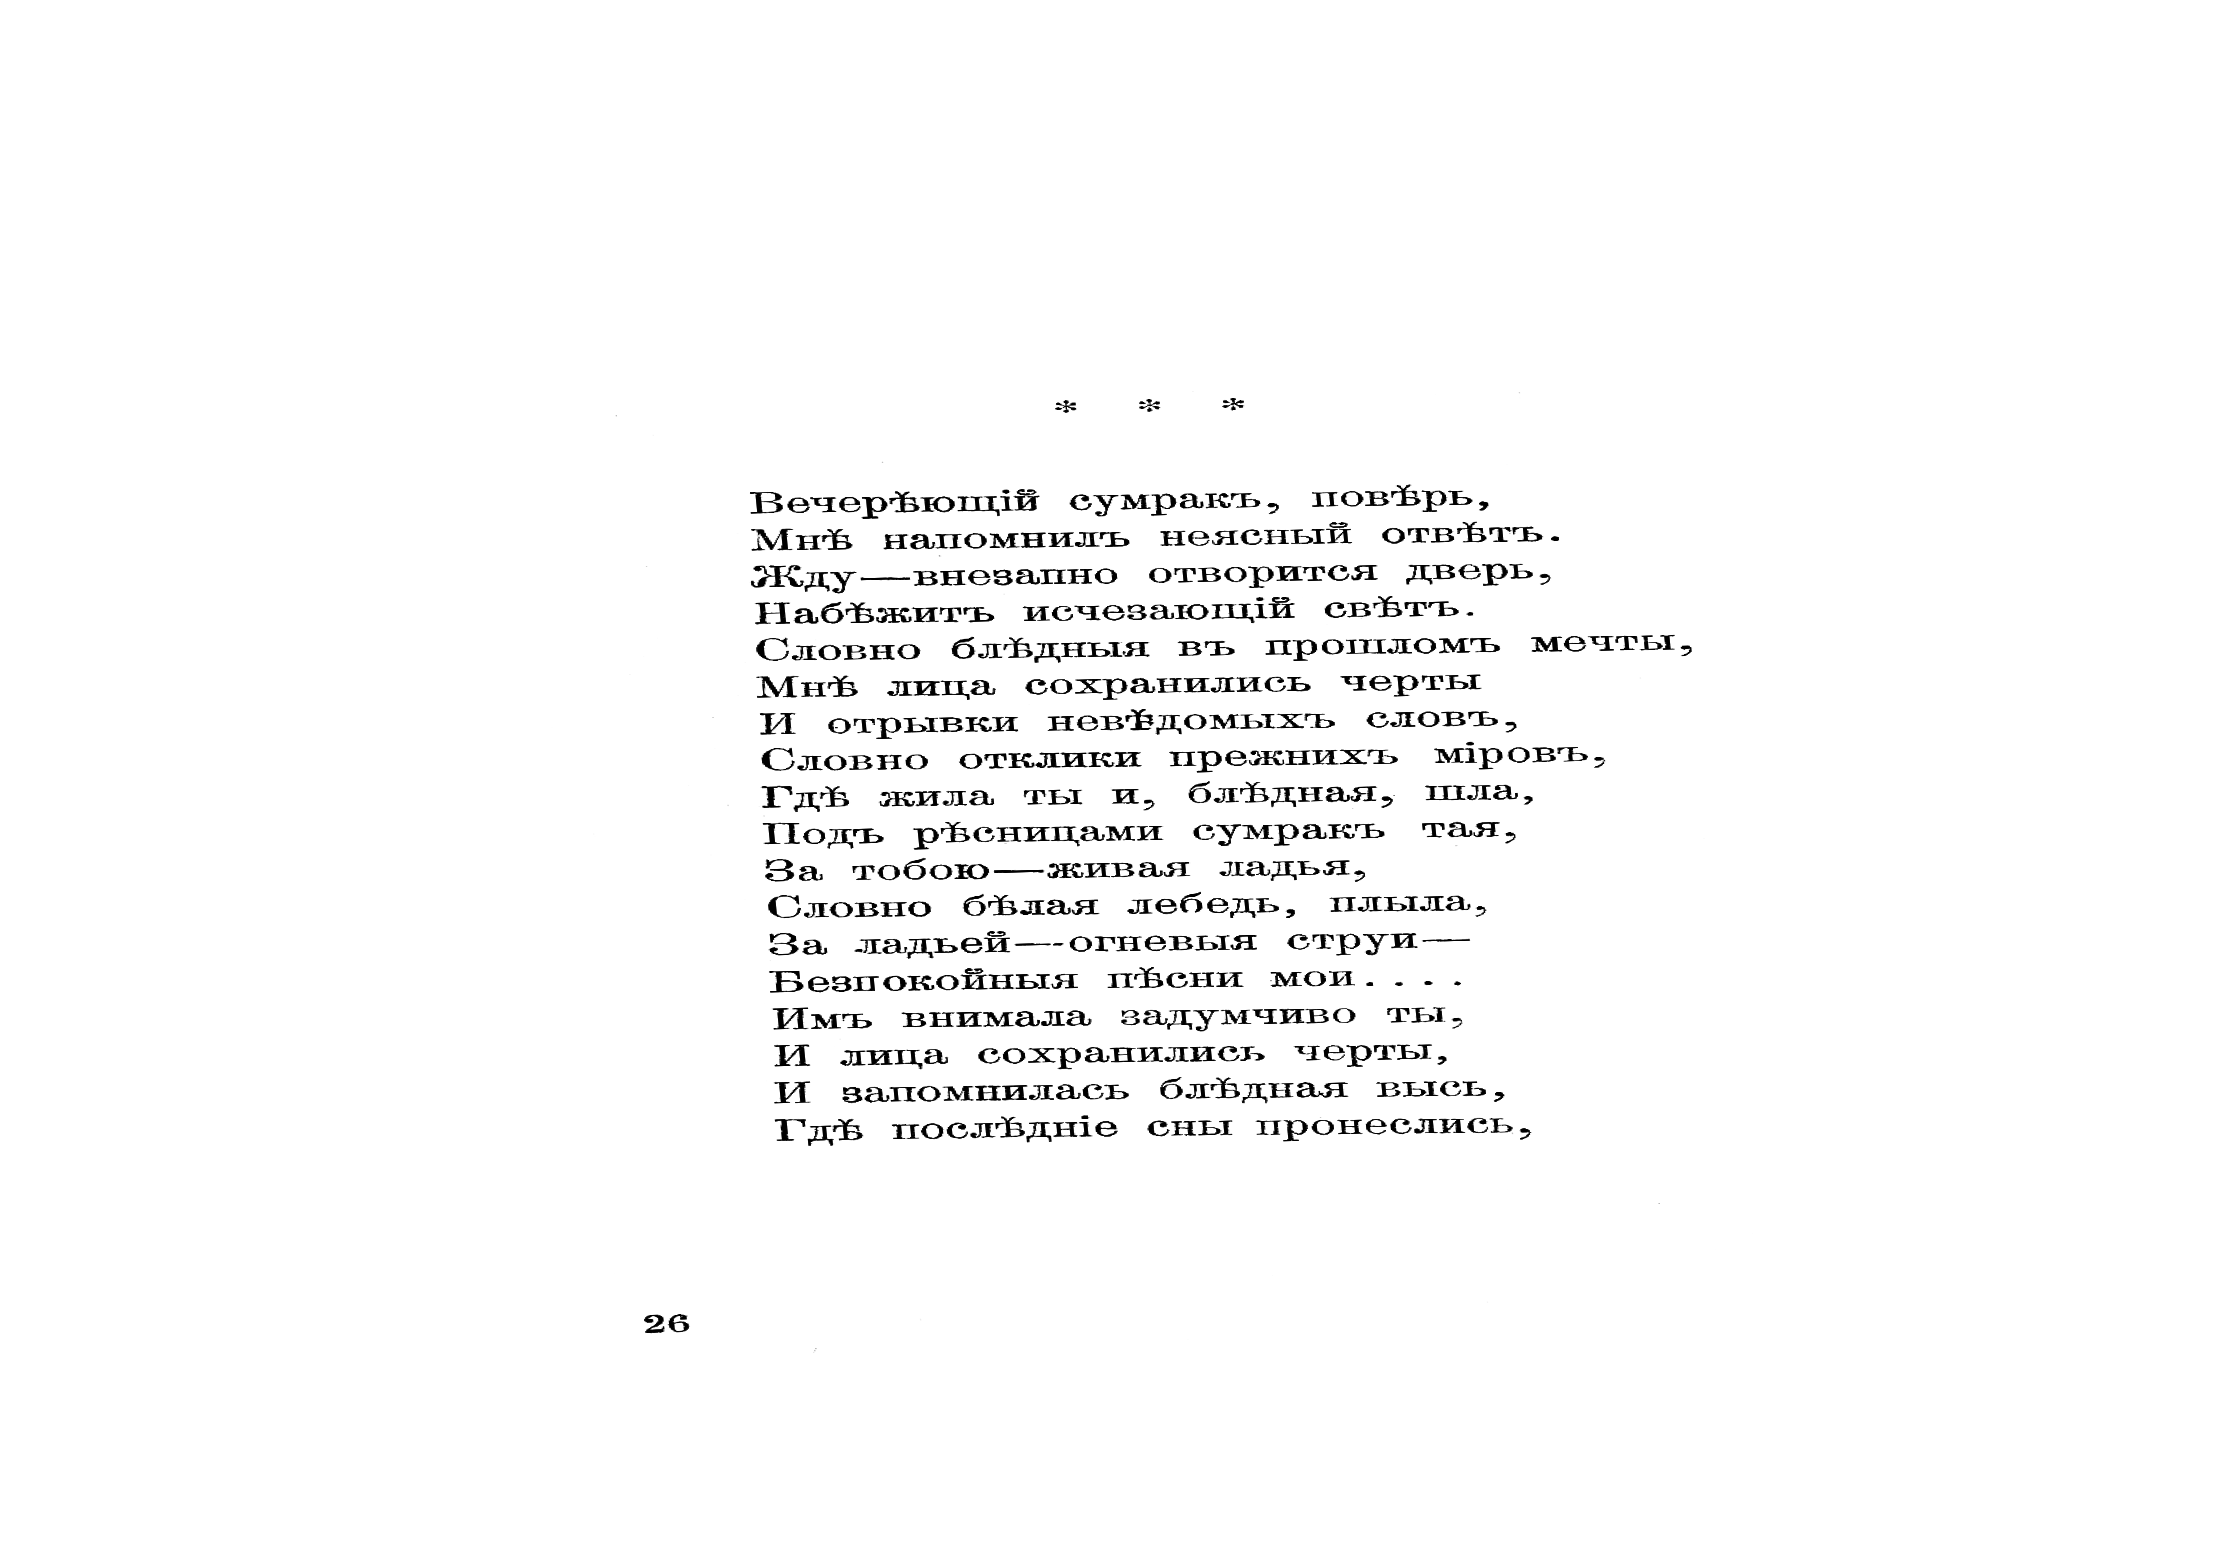 * * *
Вечерѣющій сумракъ, повѣрь,
Мнѣ напомнилъ неясный отвѣтъ.
Жду—внезапно отворится дверь,
Набѣжитъ исчезающій свѣтъ.
Словно блѣдныя въ прошломъ мечты,
Мнѣ лица сохранились черты
И отрывки невѣдомыхъ словъ,
Словно отклики прежнихъ міровъ,
Гдѣ жила ты и, блѣдная, шла,
Подъ рѣсницами сумракъ тая,
За тобою—живая ладья,
Словно бѣлая лебедь, плыла,
За ладьей—огневыя струи—
Безпокойныя пѣсни мои....
Имъ внимала задумчиво ты,
И лица сохранились черты,
И запомнилась блѣдная высь,
Гдѣ послѣдніе сны пронеслись,
26